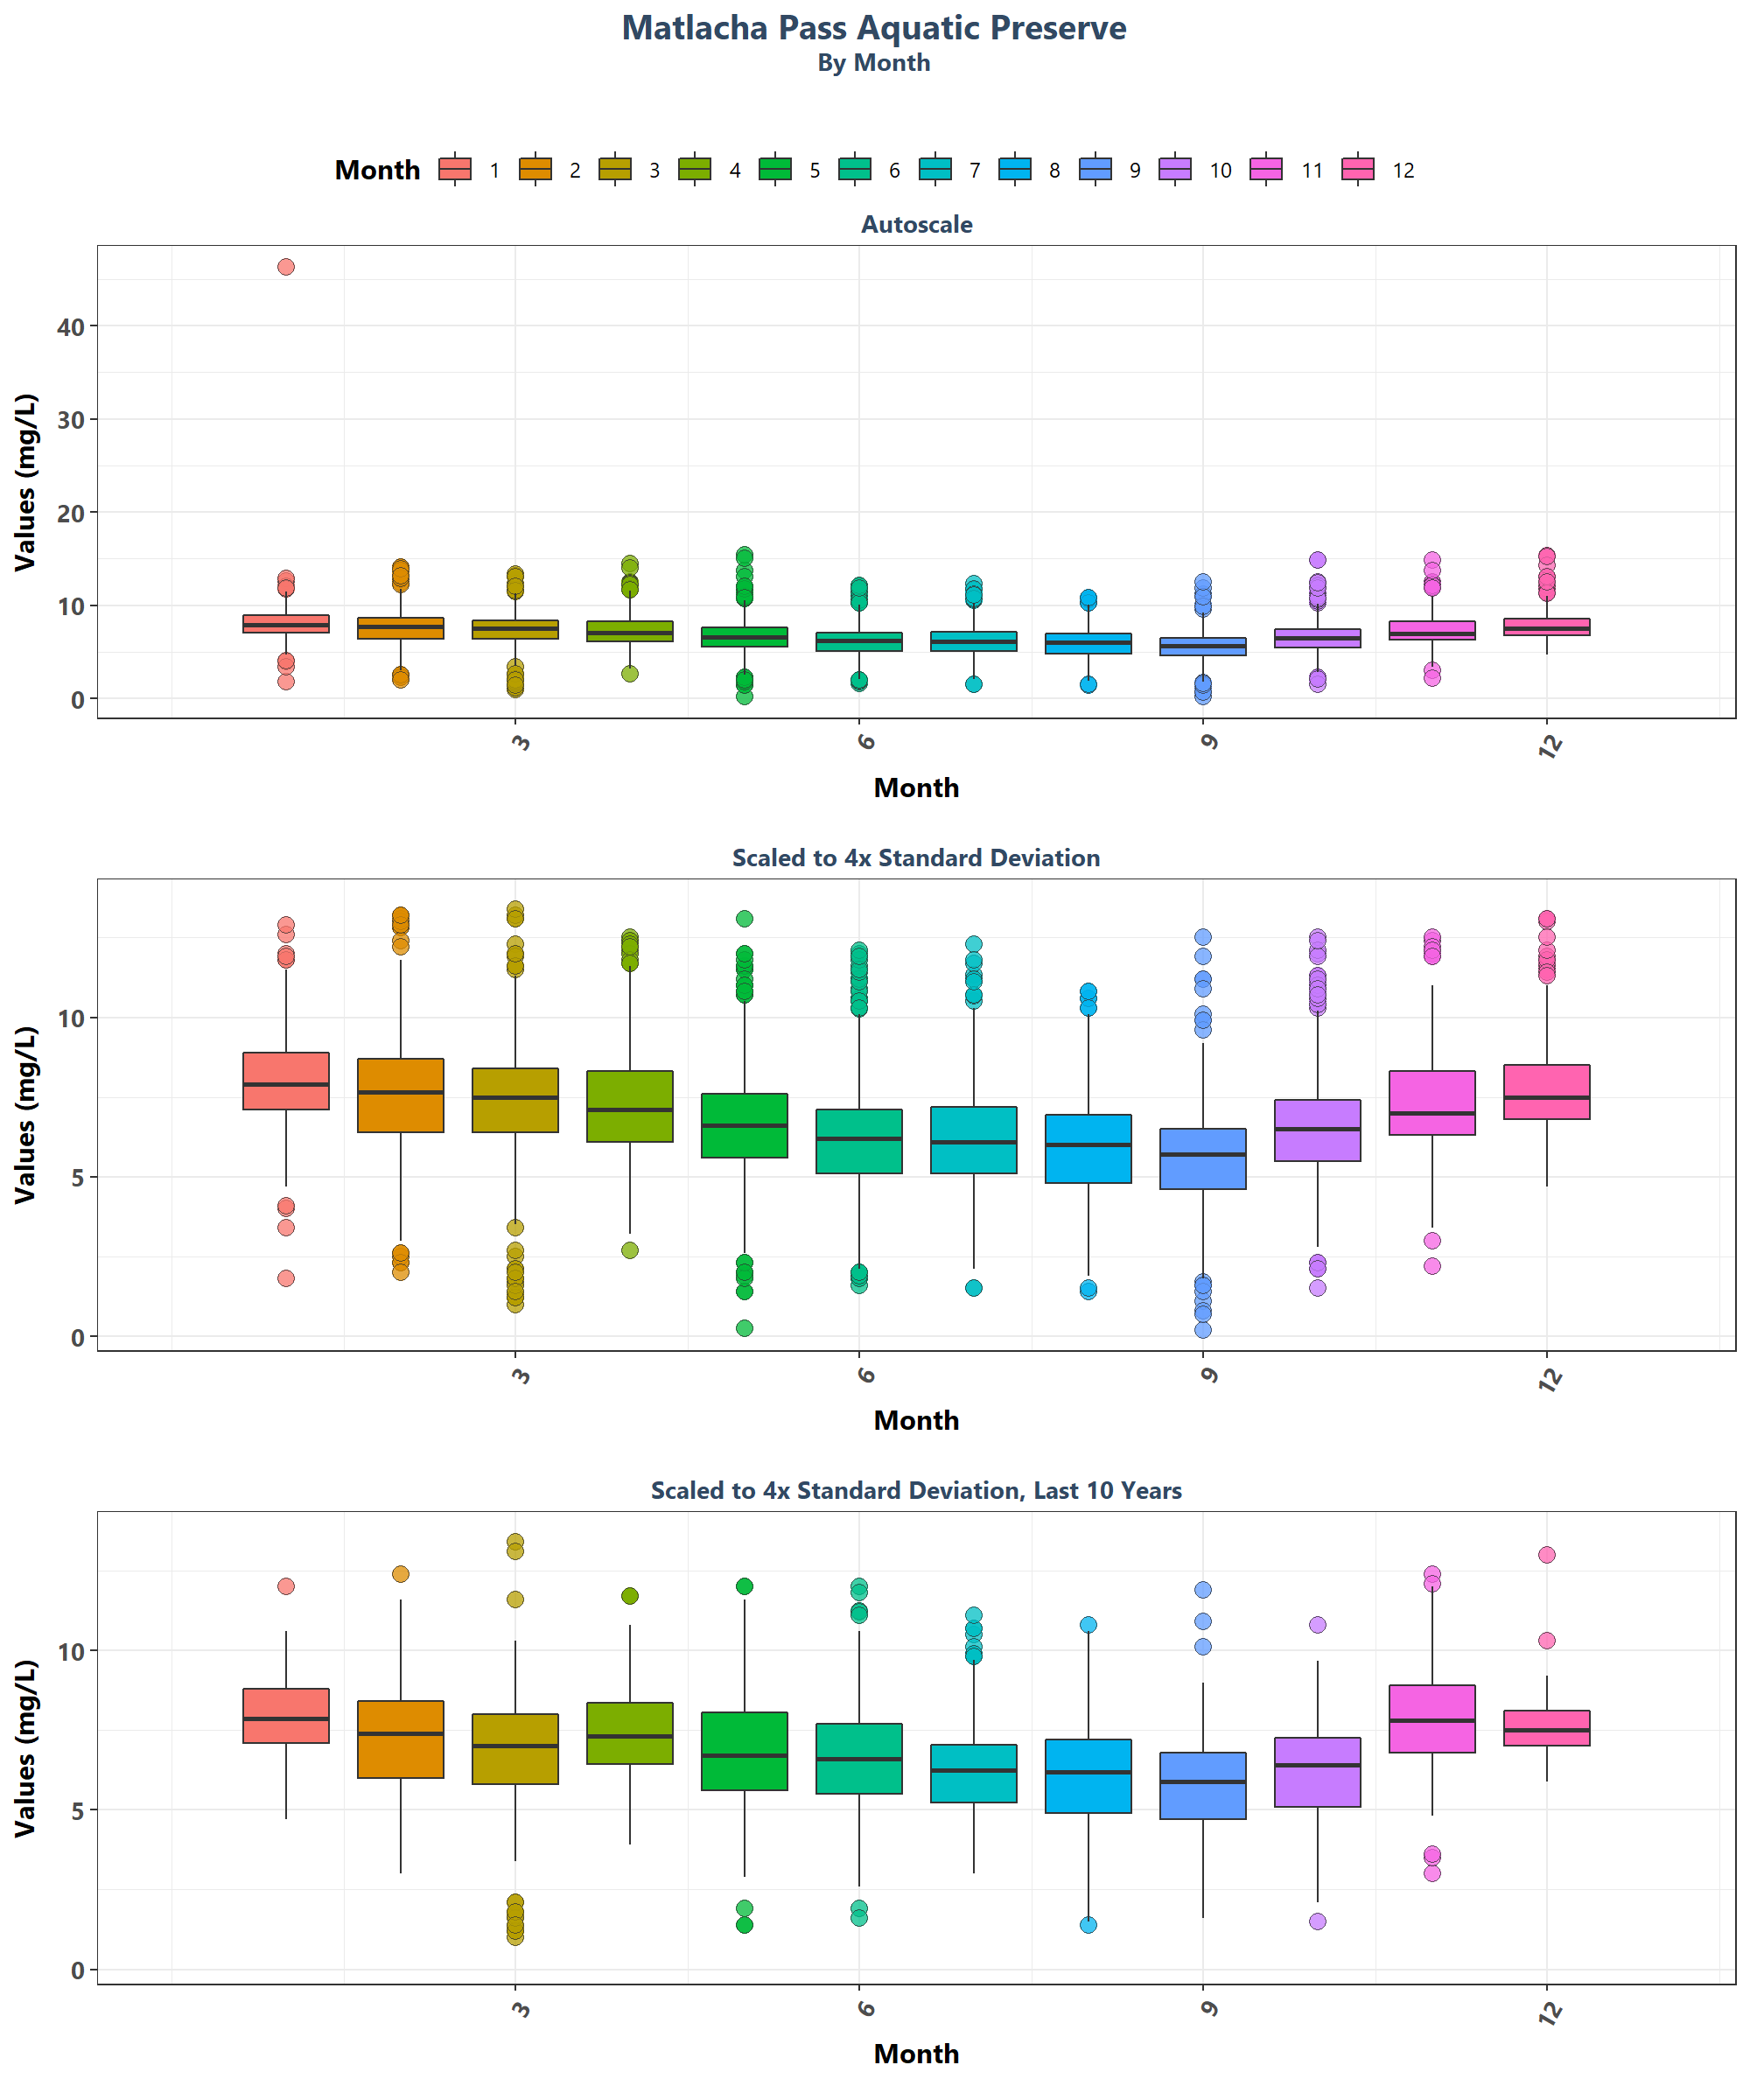 Matlacha Pass Aquatic Preserve
By Month
Month 1 2 3 4 5 6 7 8 9 10 11 12
Autoscale
Values (mg/L)
40
30
20
10
0
3 6 9 12
Month
Scaled to 4x Standard Deviation
Values (mg/L)
10
5
0
3 6 9 12
Month
Scaled to 4x Standard Deviation, Last 10 Years
Values (mg/L)
10
5
0
3 6 9 12
Month